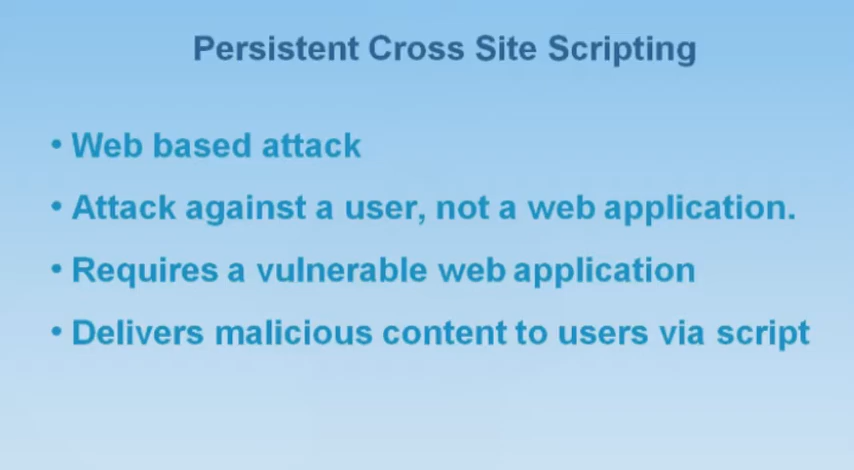 Persistent Cross Site Scripting
• Web based attack
• Attack against a user, not a web application.
• Requires a vulnerable web application
• Delivers malicious content to users via script